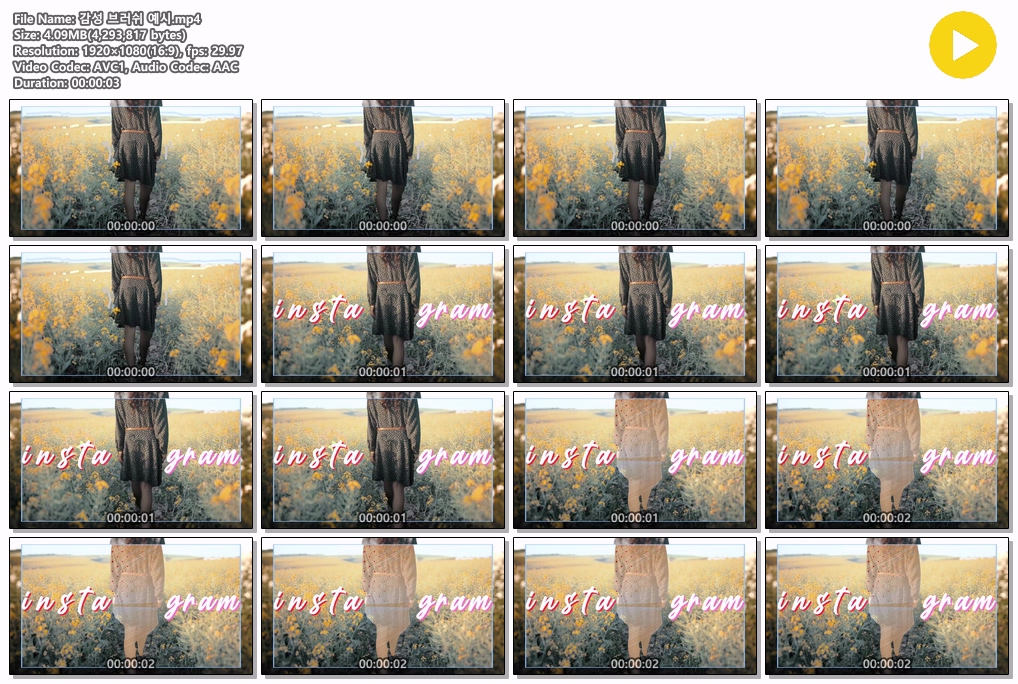 File Name: 감성 브러쉬 예시.mp4
Size: 4.09MB(4,293,817 bytes)
Resolution: 1920×1080(16:9), fps: 29.97
Video Codec: AVC1, Audio Codec: AAC
Duration: 00:00:03
00:00:00 00:00:00 00:00:00 00:00:00
insta gram insta gram insta gram
00:00:00 00:00:01 00:00:01 00:00:01
insta gram insta gram insta gram insta gram
00:00:01 00:00:01 00:00:01 00:00:02
insta gram insta gram insta gram insta gram
00:00:02 00:00:02 00:00:02 00:00:02